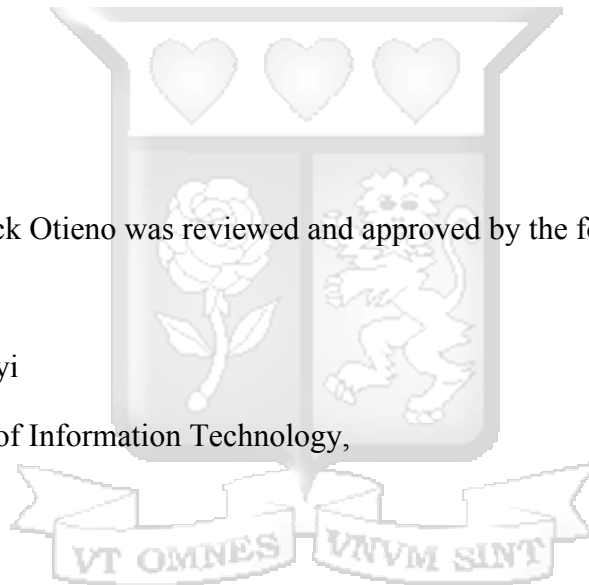 ck Otieno was reviewed and approved by the fo
yi
of Information Technology,
VT OMNES VNVM SINT